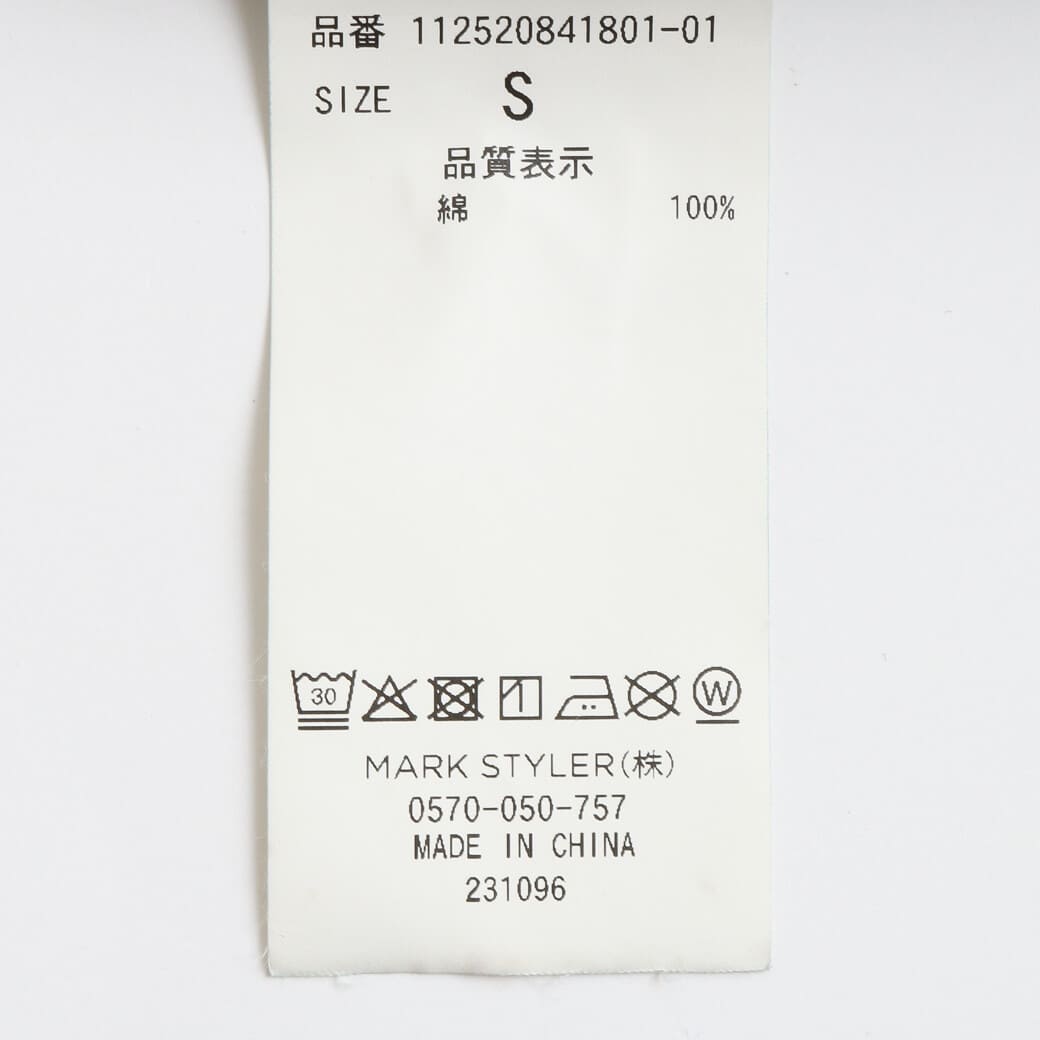 品番 112520841801-01
SIZE S
品質表示
綿 100%
30 W
MARK STYLER(株)
0570-050-757
MADE IN CHINA
231096